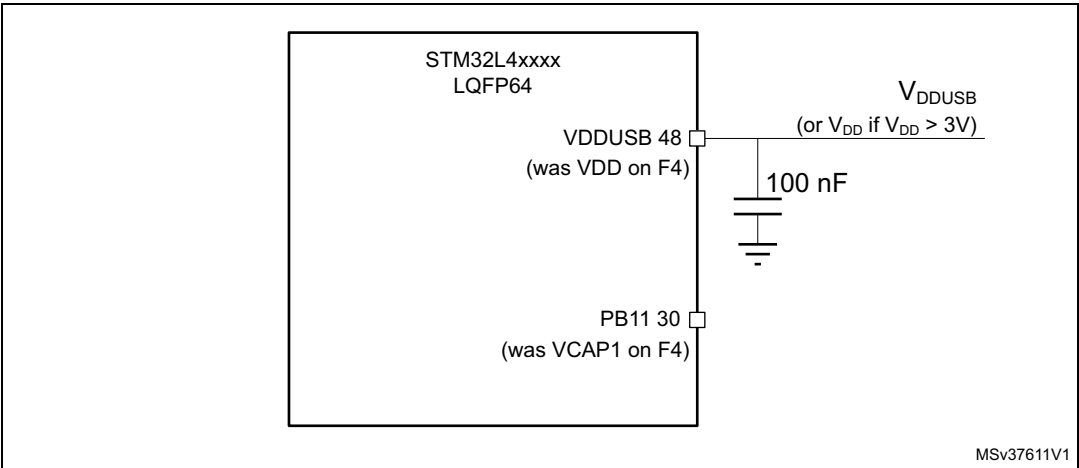 STM32L4xxxx
LQFP64
VDDUSB
(or VDD if VDD > 3V)
VDDUSB 48
(was VDD on F4)
100 nF
PB11 30
(was VCAP1 on F4)
MSv37611V1